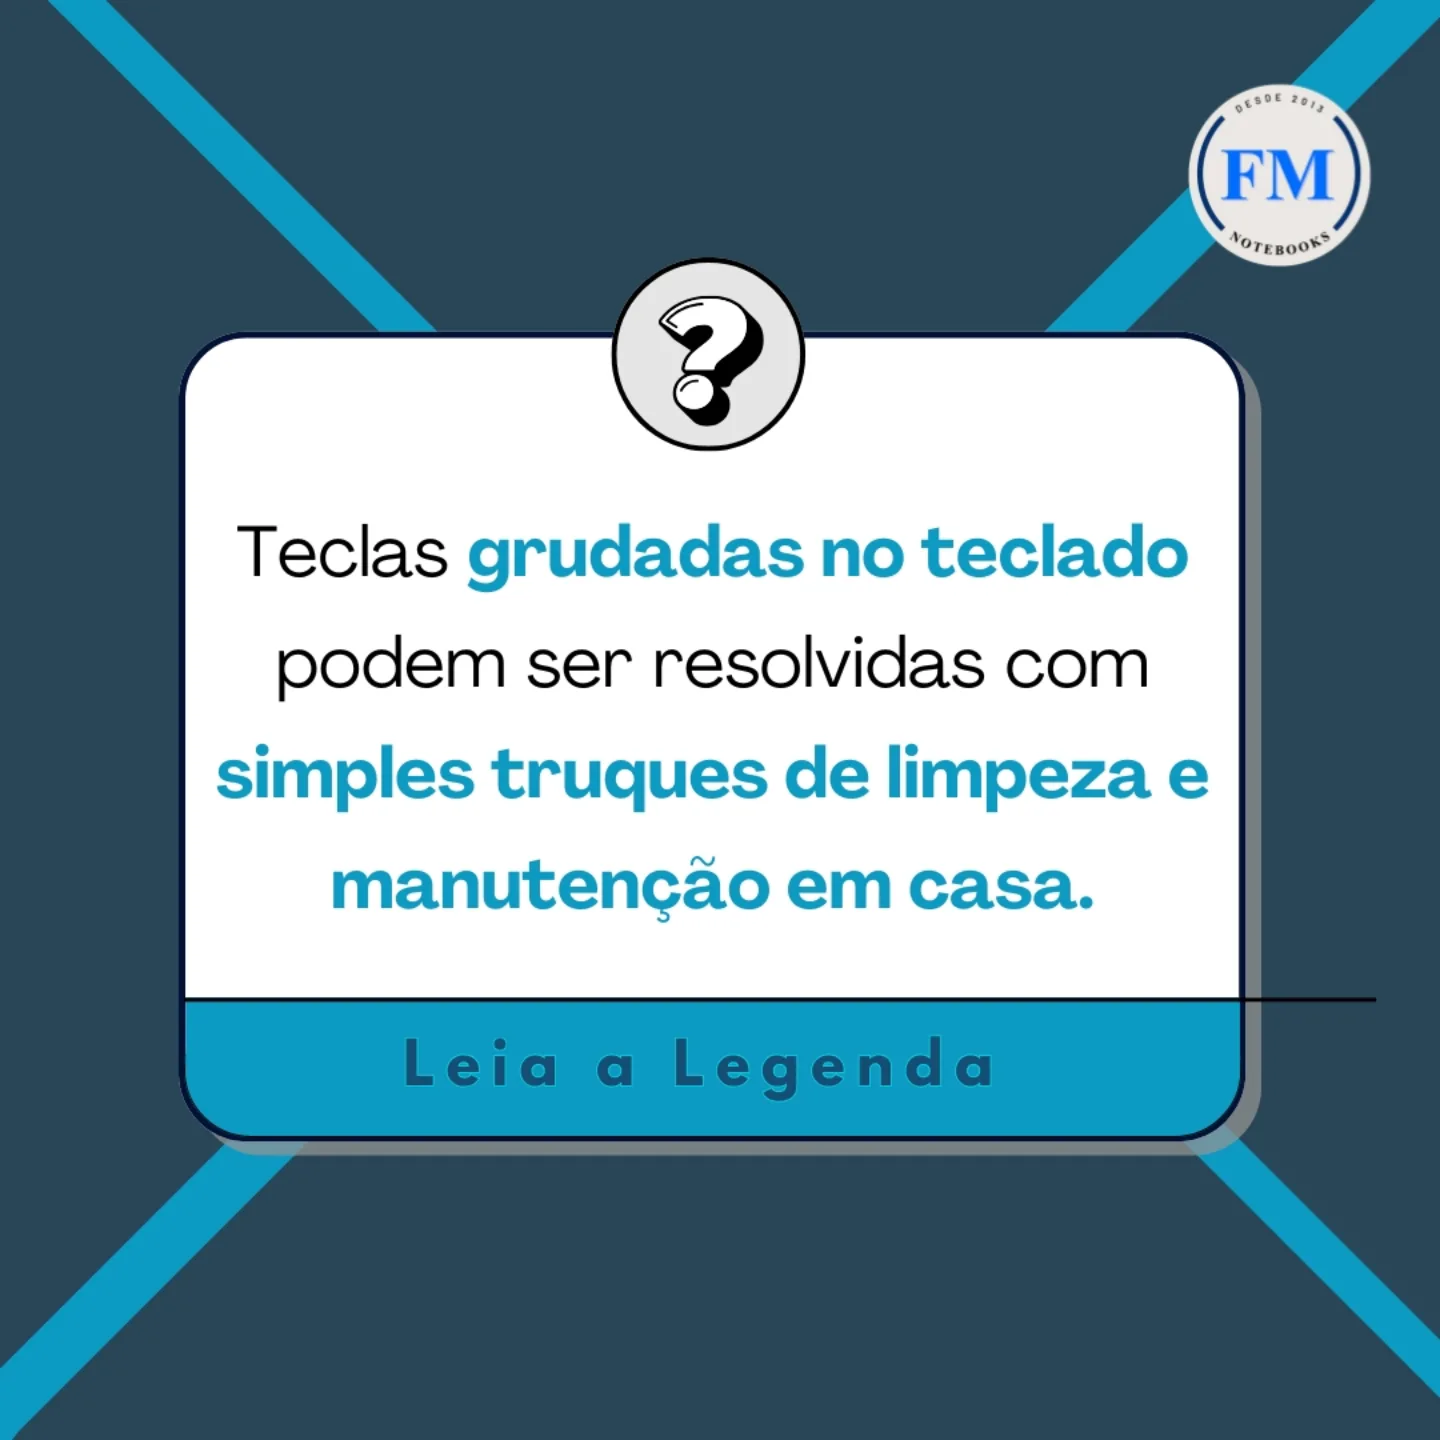 DESDE 2013
FM
NOTEBOOKS
?
Teclas grudadas no teclado
podem ser resolvidas com
simples truques de limpeza e
manutenção em casa.
Leia a Legenda